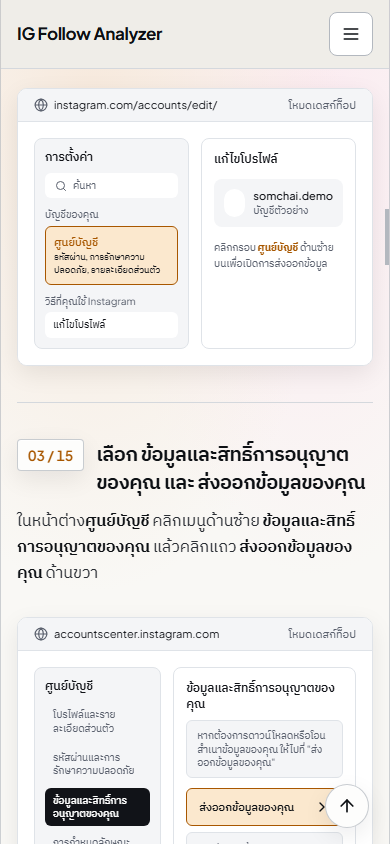 IG Follow Analyzer
instagram.com/accounts/edit/
โหมดเดสก์ท็อป
การตั้งค่า
ค้นหา
บัญชีของคุณ
ศูนย์บัญชี
รหัสผ่าน, การรักษาความ
ปลอดภัย, รายละเอียดส่วนตัว
วิธีที่คุณใช้ Instagram
แก้ไขโปรไฟล์
แก้ไขโปรไฟล์
somchai.demo
บัญชีตัวอย่าง
คลิกกรอบ ศูนย์บัญชี ด้านซ้าย
บนเพื่อเปิดการส่งออกข้อมูล
03 / 15
เลือก ข้อมูลและสิทธิ์การอนุญาต
ของคุณ และ ส่งออกข้อมูลของคุณ
ในหน้าต่างศูนย์บัญชี คลิกเมนูด้านซ้าย ข้อมูลและสิทธิ์
การอนุญาตของคุณ แล้วคลิกแถว ส่งออกข้อมูลของ
คุณ ด้านขวา
accountscenter.instagram.com
โหมดเดสก์ท็อป
ศูนย์บัญชี
โปรไฟล์และราย
ละเอียดส่วนตัว
รหัสผ่านและการ
รักษาความปลอดภัย
ข้อมูลและสิทธิ์การ
อนุญาตของคุณ
การกำหนดลักษณะ
ข้อมูลและสิทธิ์การอนุญาตของ
คุณ
หากต้องการดาวน์โหลดหรือโอน
สำเนาข้อมูลของคุณ ให้ไปที่ "ส่ง
ออกข้อมูลของคุณ"
ส่งออกข้อมูลของคุณ